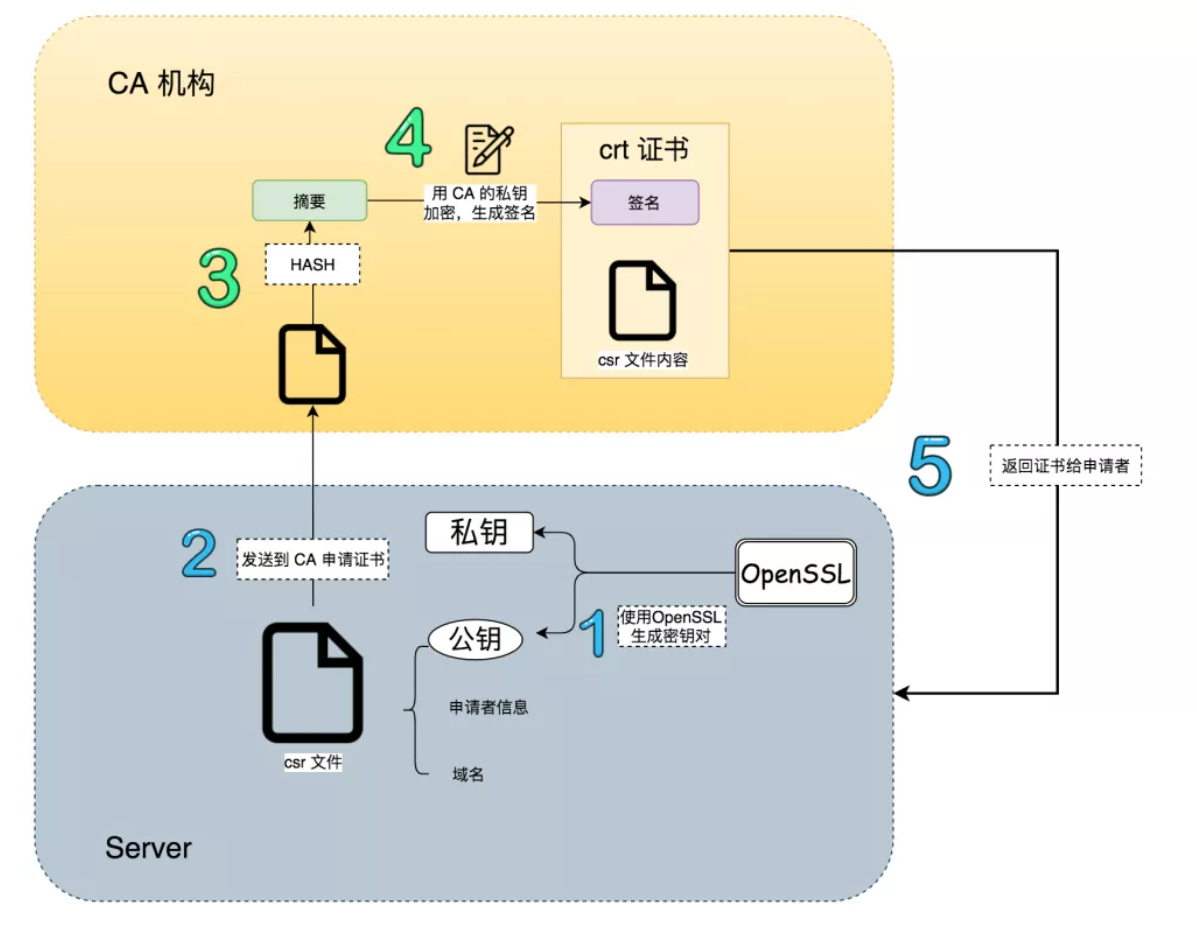 CA 机构
4
crt 证书
摘要
用 CA 的私钥
加密，生成签名
签名
3
HASH
csr 文件内容
5
返回证书给申请者
2
发送到 CA 申请证书
私钥
OpenSSL
1
使用OpenSSL
生成密钥对
公钥
申请者信息
csr 文件
域名
Server